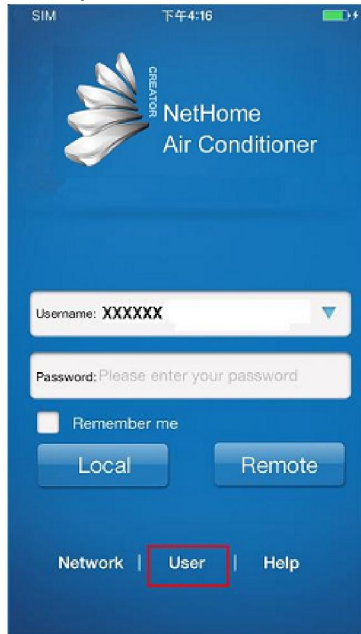 SIM 下午4:16
CREATOR
NetHome
Air Conditioner
Username: XXXXXX
Password: Please enter your password
Remember me
Local Remote
Network | User | Help